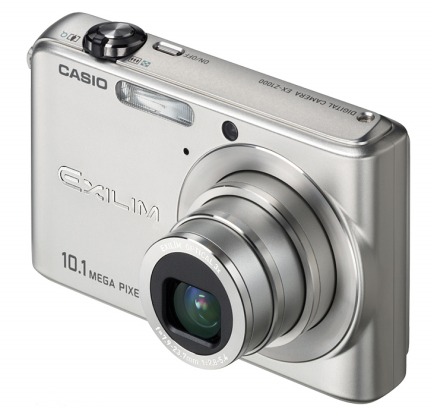 ON/OFF
DIGITAL CAMERA EX-Z1000
CASIO
EXILIM
10.1 MEGA PIXE